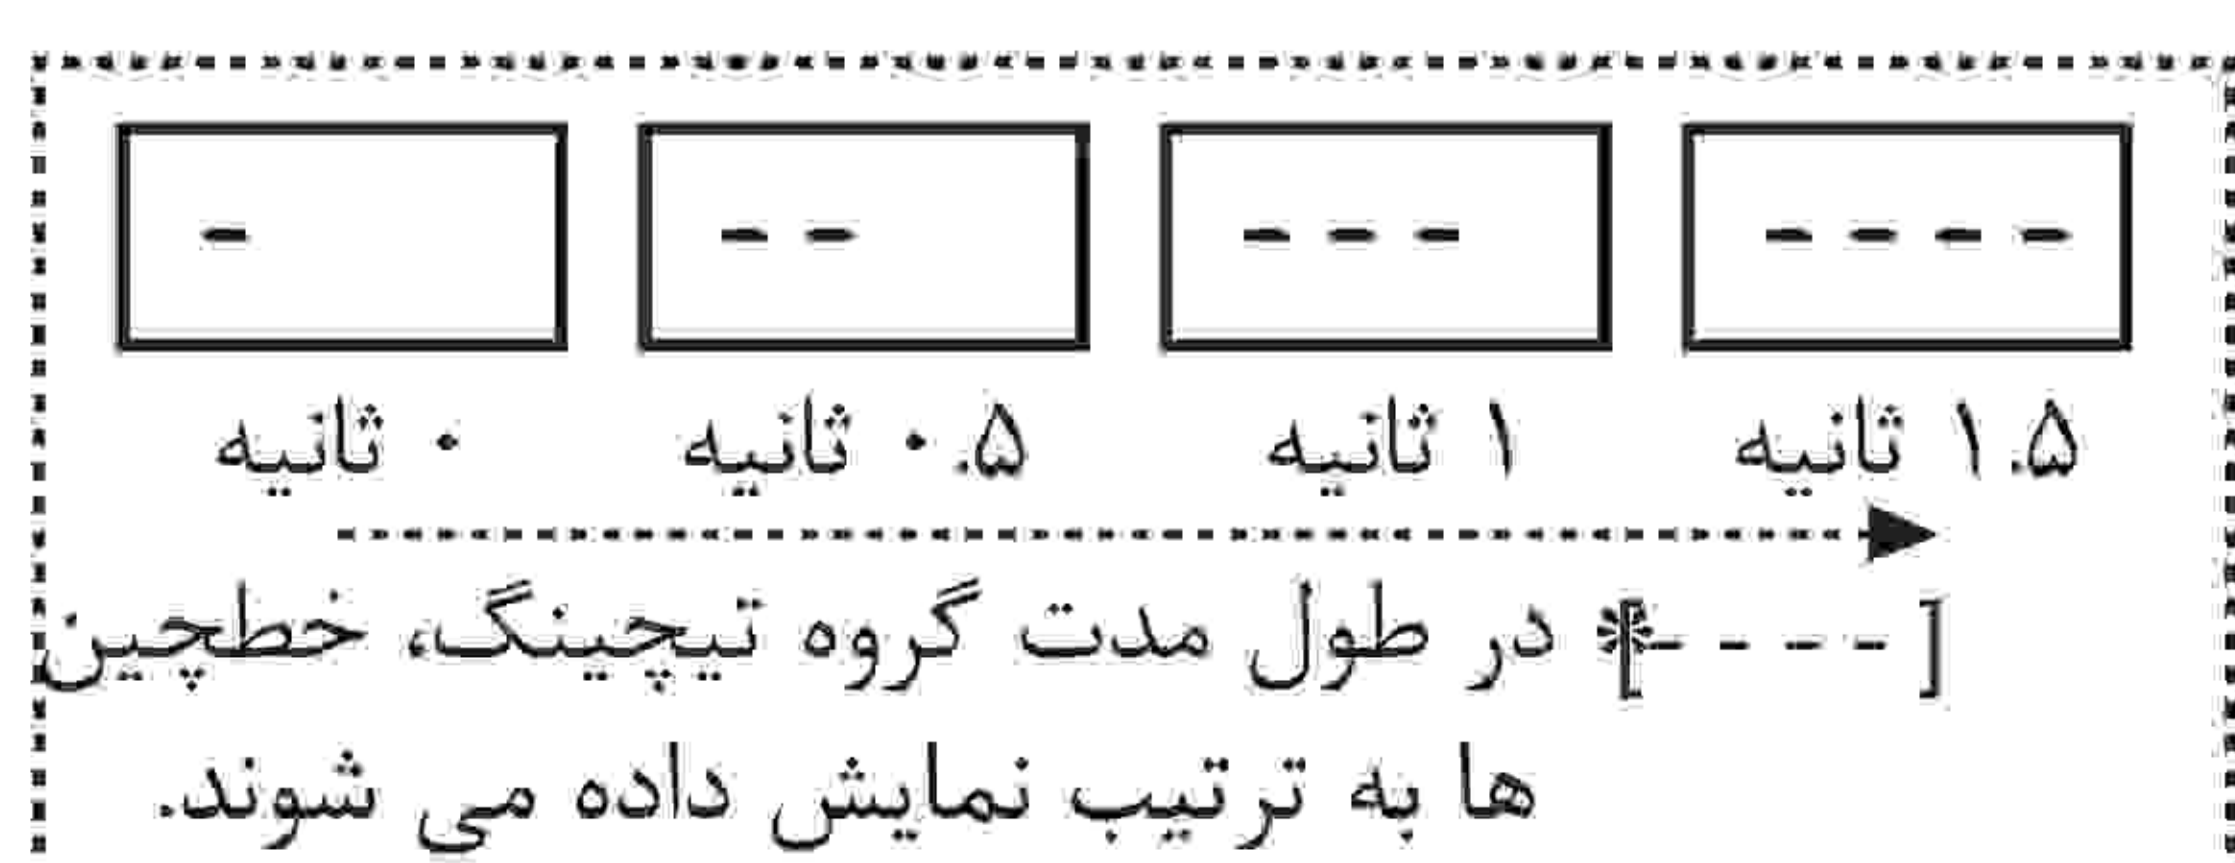 -
- -
- - -
- - - -
۰ ثانیه
۰.۵ ثانیه
۱ ثانیه
۱.۵ ثانیه
[- - - -]* در طول مدت گروه تیچینگ، خطچین
ها به ترتیب نمایش داده می شوند.